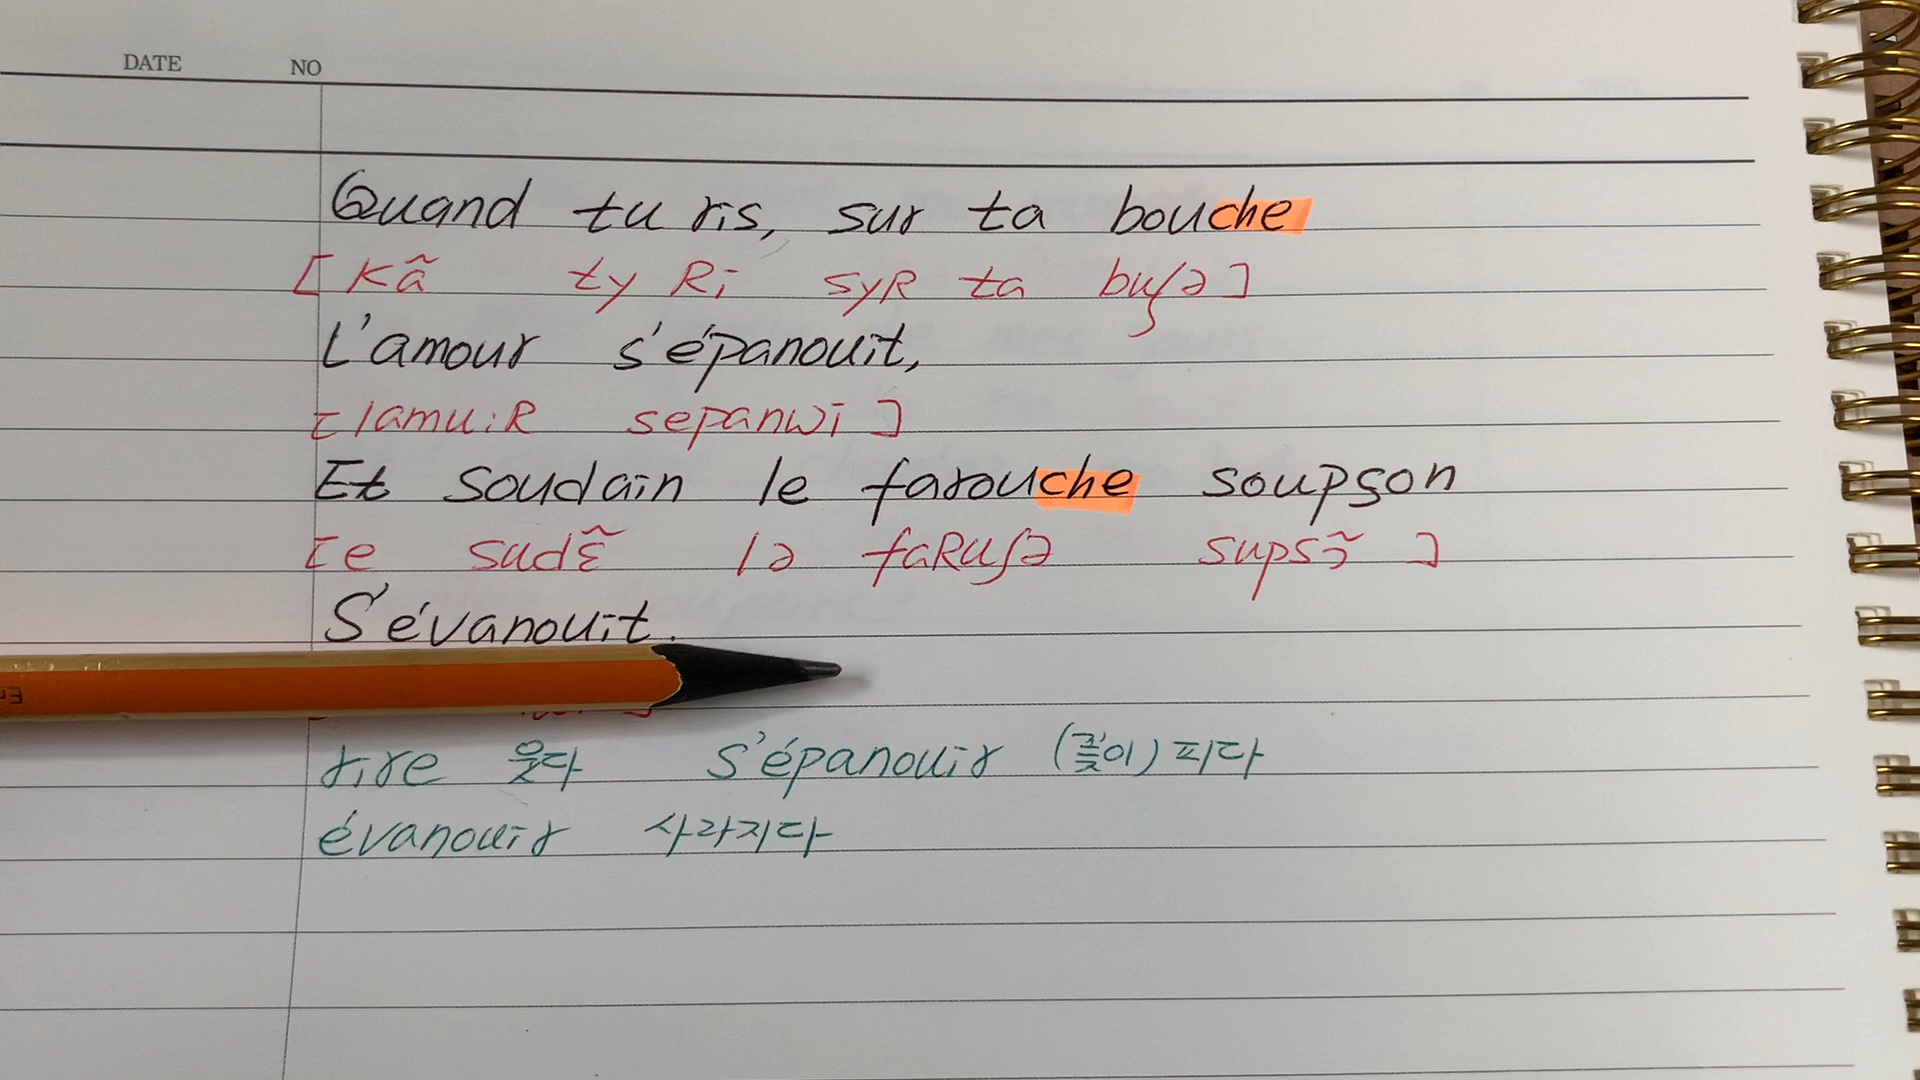 DATE NO
Quand tu ris, sur ta bouche
[kã ty Ri syR ta buʃə]
L'amour s'épanouit,
[lamu:R sepanwi]
Et soudain le farouche soupçon
[e sudɛ̃ lə faRuʃə supsɔ̃]
S'évanouit.
rire 웃다 s'épanouir (꽃이) 피다
évanouir 사라지다